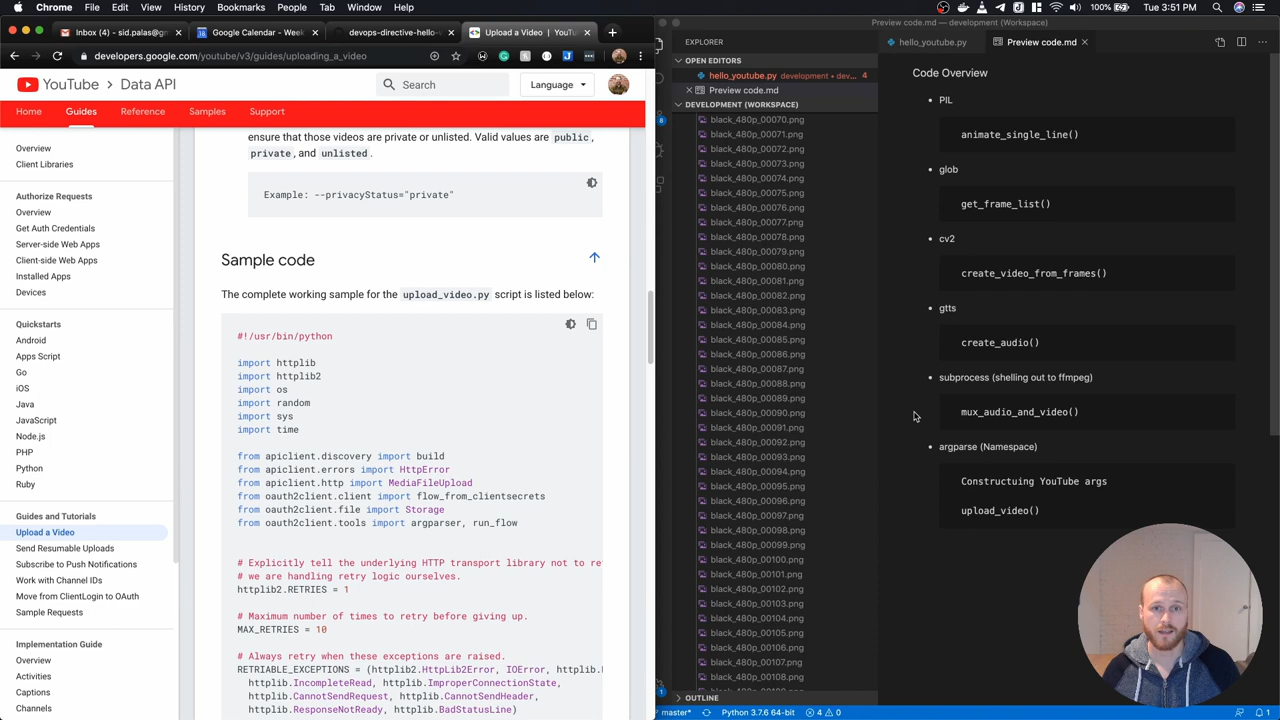 Chrome File Edit View History Bookmarks People Tab Window Help
100% Tue 3:51 PM
Inbox (4) - sid.palas@gmail.c
Google Calendar - Week
devops-directive-hello-v
Upload a Video | YouTub
developers.google.com/youtube/v3/guides/uploading_a_video
YouTube > Data API
Search
Language
Home Guides Reference Samples Support
Overview
Client Libraries
Authorize Requests
Overview
Get Auth Credentials
Server-side Web Apps
Client-side Web Apps
Installed Apps
Devices
Quickstarts
Android
Apps Script
Go
iOS
Java
JavaScript
Node.js
PHP
Python
Ruby
Guides and Tutorials
Upload a Video
Send Resumable Uploads
Subscribe to Push Notifications
Work with Channel IDs
Move from ClientLogin to OAuth
Sample Requests
Implementation Guide
Overview
Activities
Captions
Channels
ensure that those videos are private or unlisted. Valid values are public,
private, and unlisted.
Example: --privacyStatus="private"
Sample code
The complete working sample for the upload_video.py script is listed below:
#!/usr/bin/python
import httplib
import httplib2
import os
import random
import sys
import time
from apiclient.discovery import build
from apiclient.errors import HttpError
from apiclient.http import MediaFileUpload
from oauth2client.client import flow_from_clientsecrets
from oauth2client.file import Storage
from oauth2client.tools import argparser, run_flow
# Explicitly tell the underlying HTTP transport library not to re
# we are handling retry logic ourselves.
httplib2.RETRIES = 1
# Maximum number of times to retry before giving up.
MAX_RETRIES = 10
# Always retry when these exceptions are raised.
RETRIABLE_EXCEPTIONS = (httplib2.HttpLib2Error, IOError, httplib.
httplib.IncompleteRead, httplib.ImproperConnectionState,
httplib.CannotSendRequest, httplib.CannotSendHeader,
httplib.ResponseNotReady, httplib.BadStatusLine)
Preview code.md — development (Workspace)
EXPLORER
OPEN EDITORS
hello_youtube.py development • dev... 4
Preview code.md
DEVELOPMENT (WORKSPACE)
black_480p_00070.png
black_480p_00071.png
black_480p_00072.png
black_480p_00073.png
black_480p_00074.png
black_480p_00075.png
black_480p_00076.png
black_480p_00077.png
black_480p_00078.png
black_480p_00079.png
black_480p_00080.png
black_480p_00081.png
black_480p_00082.png
black_480p_00083.png
black_480p_00084.png
black_480p_00085.png
black_480p_00086.png
black_480p_00087.png
black_480p_00088.png
black_480p_00089.png
black_480p_00090.png
black_480p_00091.png
black_480p_00092.png
black_480p_00093.png
black_480p_00094.png
black_480p_00095.png
black_480p_00096.png
black_480p_00097.png
black_480p_00098.png
black_480p_00099.png
black_480p_00100.png
black_480p_00101.png
black_480p_00102.png
black_480p_00103.png
black_480p_00104.png
black_480p_00105.png
black_480p_00106.png
black_480p_00107.png
black_480p_00108.png
OUTLINE
hello_youtube.py
Preview code.md
Code Overview
PIL
animate_single_line()
glob
get_frame_list()
cv2
create_video_from_frames()
gtts
create_audio()
subprocess (shelling out to ffmpeg)
mux_audio_and_video()
argparse (Namespace)
Constructuing YouTube args
upload_video()
master* Python 3.7.6 64-bit 4 0 1